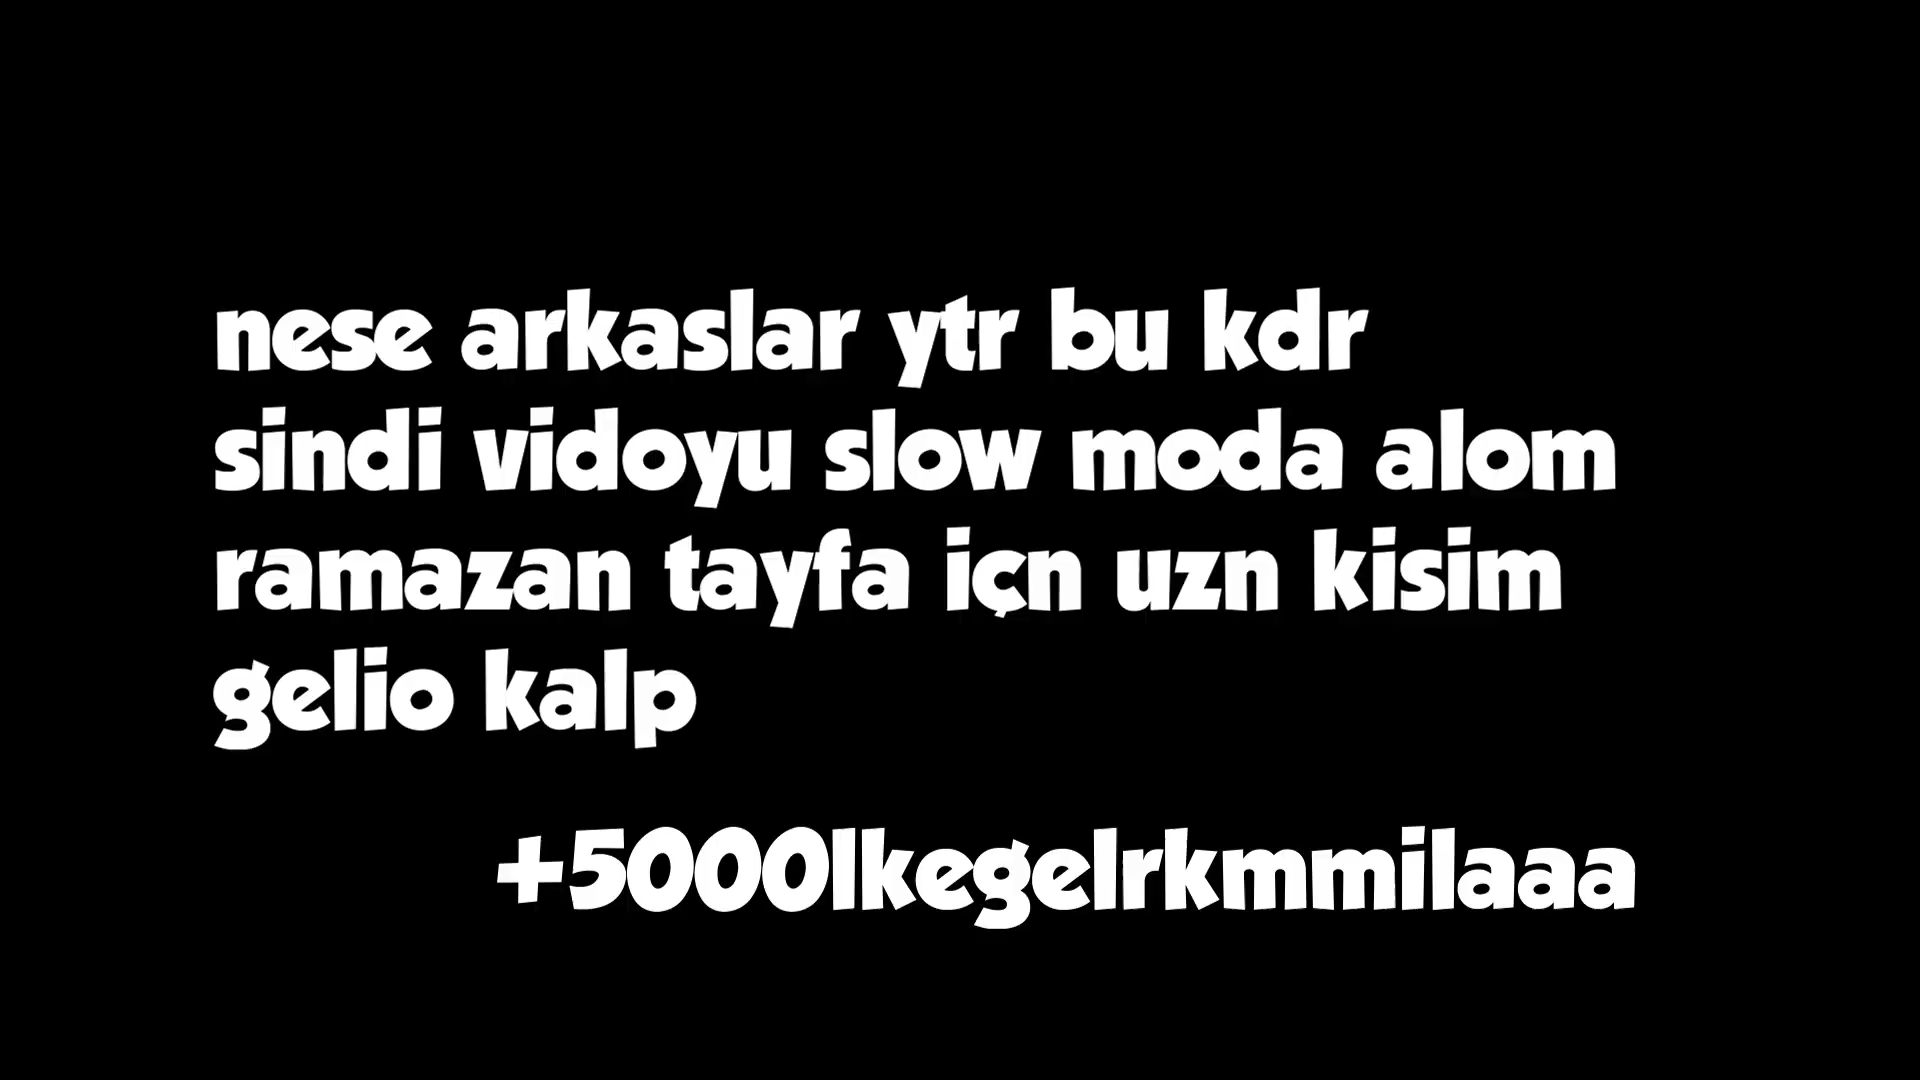 nese arkaslar ytr bu kdr
sindi vidoyu slow moda alom
ramazan tayfa içn uzn kisim
gelio kalp
+5000lkegelrkmmilaaa